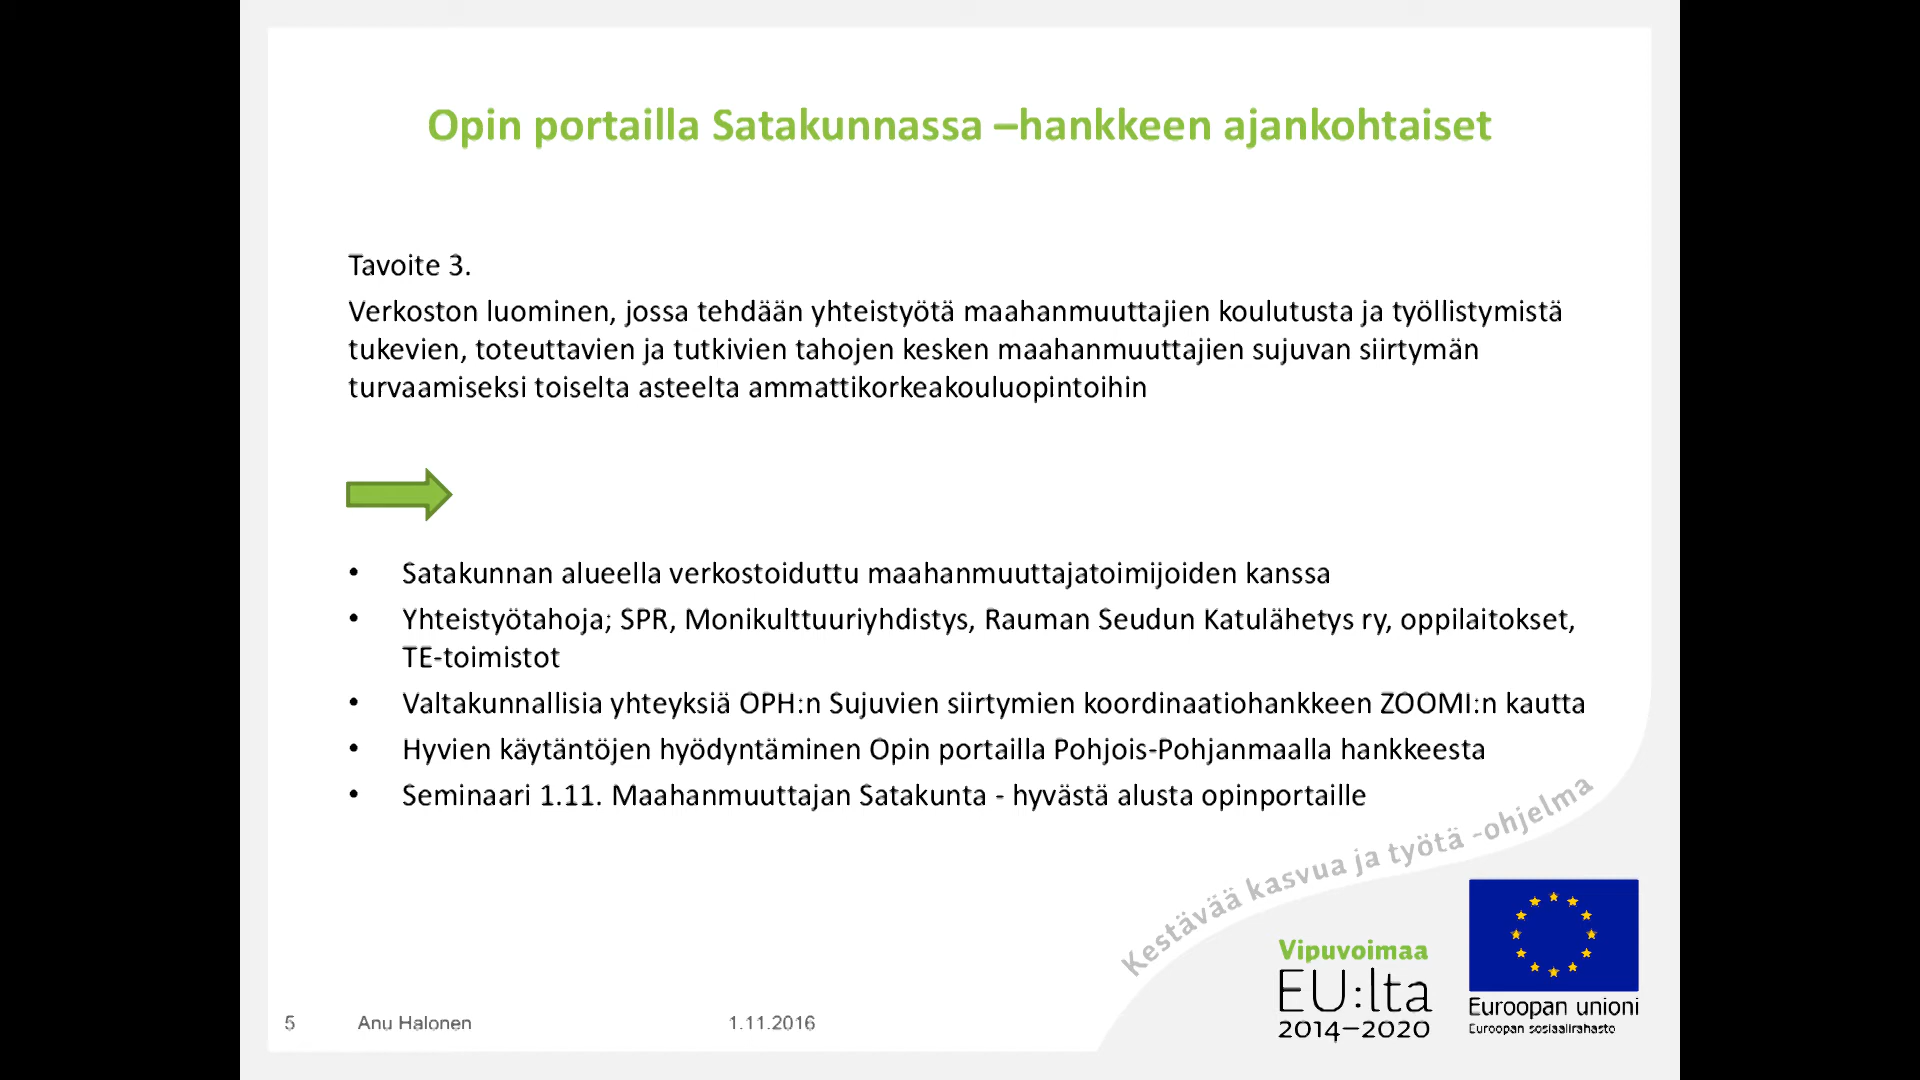 Opin portailla Satakunnassa –hankkeen ajankohtaiset
Tavoite 3.
Verkoston luominen, jossa tehdään yhteistyötä maahanmuuttajien koulutusta ja työllistymistä
tukevien, toteuttavien ja tutkivien tahojen kesken maahanmuuttajien sujuvan siirtymän
turvaamiseksi toiselta asteelta ammattikorkeakouluopintoihin
• Satakunnan alueella verkostoiduttu maahanmuuttajatoimijoiden kanssa
• Yhteistyötahoja; SPR, Monikulttuuriyhdistys, Rauman Seudun Katulähetys ry, oppilaitokset,
TE-toimistot
• Valtakunnallisia yhteyksiä OPH:n Sujuvien siirtymien koordinaatiohankkeen ZOOMI:n kautta
• Hyvien käytäntöjen hyödyntäminen Opin portailla Pohjois-Pohjanmaalla hankkeesta
• Seminaari 1.11. Maahanmuuttajan Satakunta - hyvästä alusta opinportaille
Kestävää kasvua ja työtä -ohjelma
Vipuvoimaa
EU:lta
2014–2020
Euroopan unioni
Euroopan sosiaalirahasto
5 Anu Halonen 1.11.2016